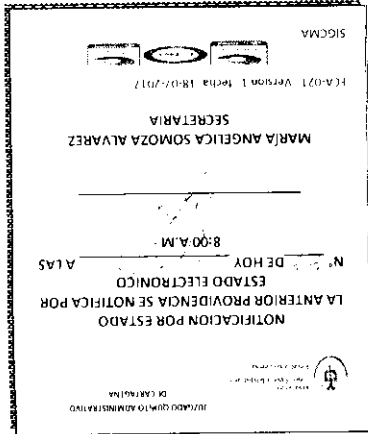 JUZGADO QUINTO ADMINISTRATIVO
DE CARTAGENA
NOTIFICACION POR ESTADO
LA ANTERIOR PROVIDENCIA SE NOTIFICA POR
ESTADO ELECTRONICO
N° DE HOY A LAS
8:00 A.M
MARÍA ANGELICA SOMOZA ALVAREZ
SECRETARIA
FCA-021 Version 1 fecha 18-07-2017
SIGCMA